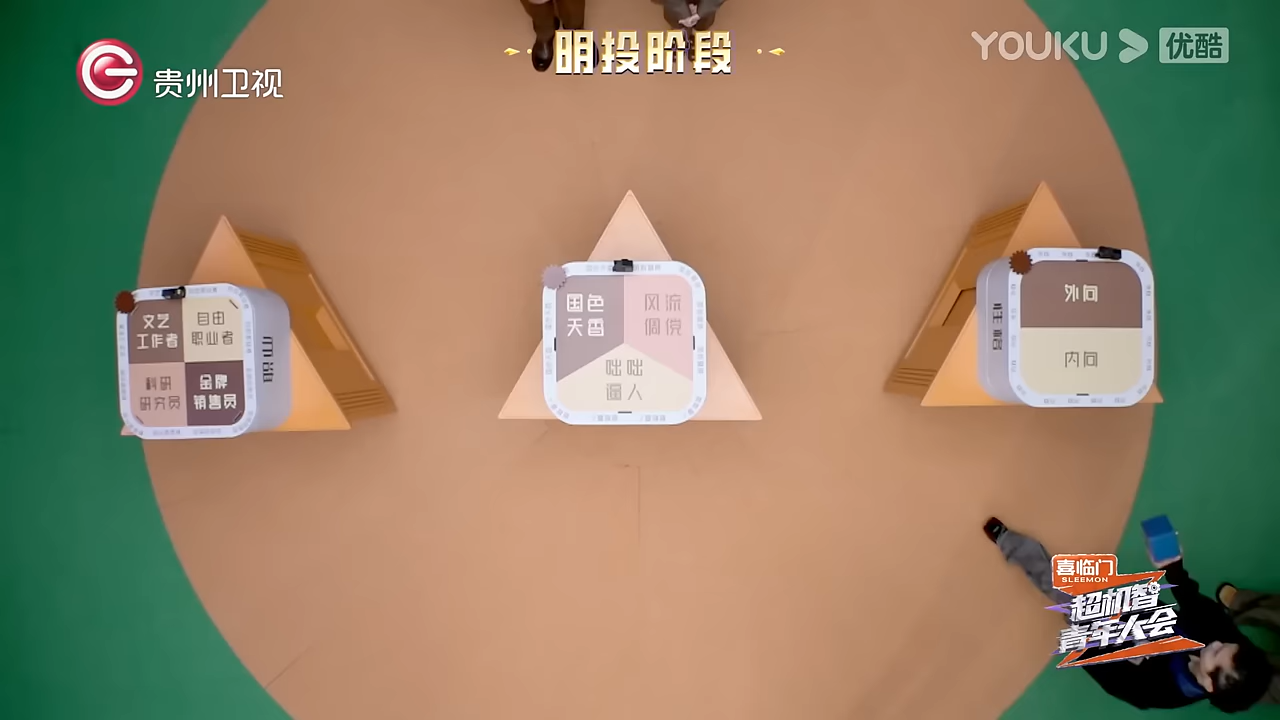 贵州卫视
明投阶段
YOUKU 优酷
文艺
工作者
自由
职业者
科研
研究员
金牌
销售员
国色
天香
风流
倜傥
咄咄
逼人
外向
内向
喜临门
SLEEMON
超机智
青年大会